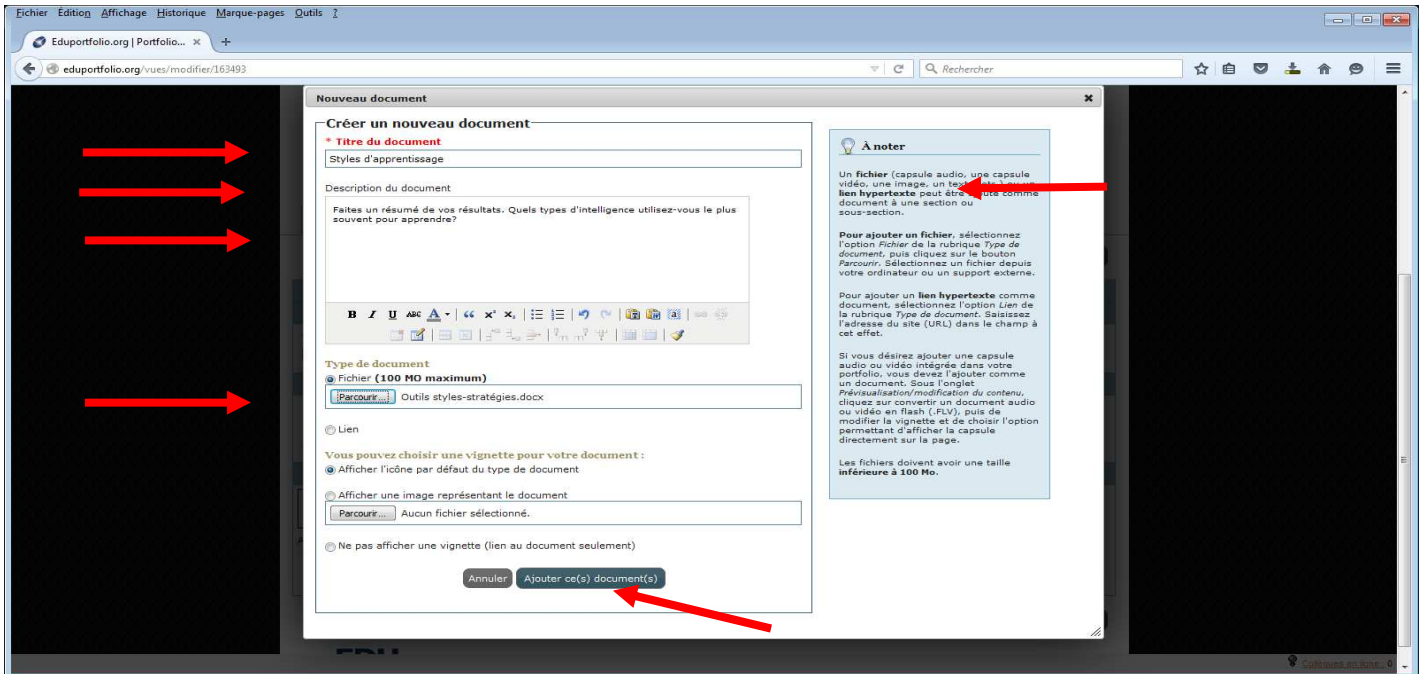 Fichier Édition Affichage Historique Marque-pages Outils ?
Eduportfolio.org | Portfolio... × +
eduportfolio.org/vues/modifier/163493
Rechercher
Nouveau document
Créer un nouveau document
* Titre du document
Styles d'apprentissage
Description du document
Faites un résumé de vos résultats. Quels types d'intelligence utilisez-vous le plus
souvent pour apprendre?
B I U ABC A
Type de document
Fichier (100 MO maximum)
Parcourir... Outils styles-stratégies.docx
Lien
Vous pouvez choisir une vignette pour votre document :
Afficher l'icône par défaut du type de document
Afficher une image représentant le document
Parcourir... Aucun fichier sélectionné.
Ne pas afficher une vignette (lien au document seulement)
Annuler Ajouter ce(s) document(s)
À noter
Un fichier (capsule audio, une capsule
vidéo, une image, un
lien hypertexte peut être ajouté comme
document à une section ou
sous-section.
Pour ajouter un fichier, sélectionnez
l'option Fichier de la rubrique Type de
document, puis cliquez sur le bouton
Parcourir. Sélectionnez un fichier depuis
votre ordinateur ou un support externe.
Pour ajouter un lien hypertexte comme
document, sélectionnez l'option Lien de
la rubrique Type de document. Saisissez
l'adresse du site (URL) dans le champ à
cet effet.
Si vous désirez ajouter une capsule
audio ou vidéo intégrée dans votre
portfolio, vous devez l'ajouter comme
un document. Sous l'onglet
Prévisualisation/modification du contenu,
cliquez sur convertir un document audio
ou vidéo en flash (.FLV), puis de
modifier la vignette et de choisir l'option
permettant d'afficher la capsule
directement sur la page.
Les fichiers doivent avoir une taille
inférieure à 100 Mo.
Collègues en ligne : 0